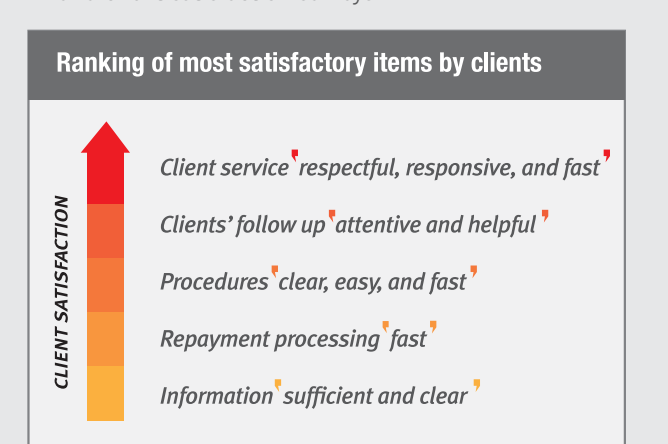 Ranking of most satisfactory items by clients
CLIENT SATISFACTION
Client service ‛respectful, responsive, and fast’
Clients’ follow up ‛attentive and helpful’
Procedures ‛clear, easy, and fast’
Repayment processing ‛fast’
Information ‛sufficient and clear’